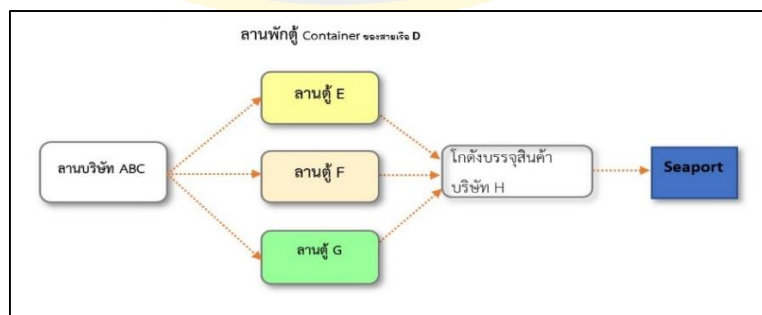 ลานพักตู้ Container ของสายเรือ D
ลานตู้ E
ลานบริษัท ABC
ลานตู้ F
โกดังบรรจุสินค้า
บริษัท H
Seaport
ลานตู้ G